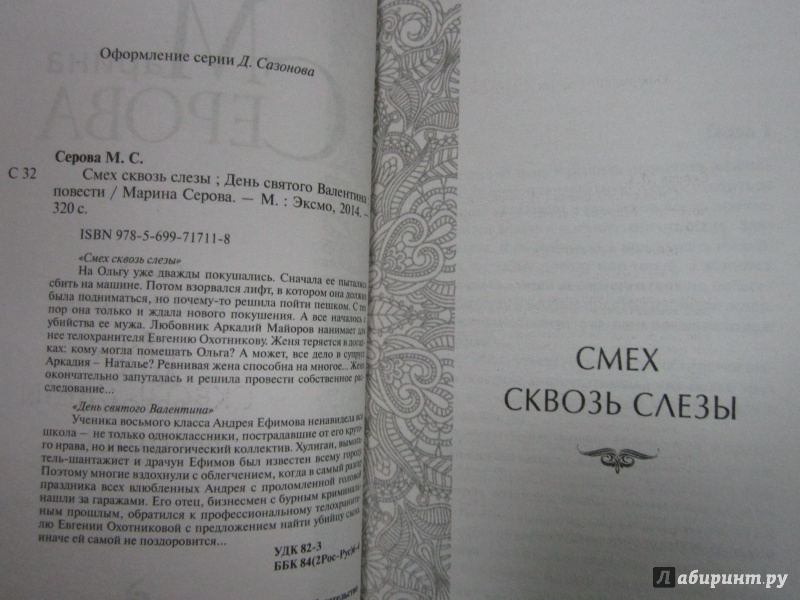 Оформление серии Д. Сазонова
Серова М. С.
С 32
Смех сквозь слезы ; День святого Валентина :
повести / Марина Серова. — М. : Эксмо, 2014. —
320 с.
ISBN 978-5-699-71711-8
«Смех сквозь слезы»
На Ольгу уже дважды покушались. Сначала ее пытались
сбить на машине. Потом взорвался лифт, в котором она должна
была подниматься, но почему-то решила пойти пешком. С тех
пор она только и ждала нового покушения. А все началось с
убийства ее мужа. Любовник Аркадий Майоров нанимает для
нее телохранителя Евгению Охотникову. Женя теряется в догад-
ках: кому могла помешать Ольга? А может, все дело в супруге
Аркадия – Наталье? Ревнивая жена способна на многое... Женя
окончательно запуталась и решила провести собственное рас-
следование...
«День святого Валентина»
Ученика восьмого класса Андрея Ефимова ненавидела вся
школа – не только одноклассники, пострадавшие от его круто-
го нрава, но и весь педагогический коллектив. Хулиган, вымога-
тель-шантажист и драчун Ефимов был известен всему городу.
Поэтому многие вздохнули с облегчением, когда в самый разгар
праздника всех влюбленных Андрея с проломленной головой
нашли за гаражами. Его отец, бизнесмен с бурным криминаль-
ным прошлым, обратился к профессиональному телохраните-
лю Евгении Охотниковой с предложением найти убийцу сына,
иначе ей самой не поздоровится...
УДК 82-3
ББК 84(2Рос-Рус)6-4
СМЕХ
СКВОЗЬ СЛЕЗЫ
Лабиринт.ру